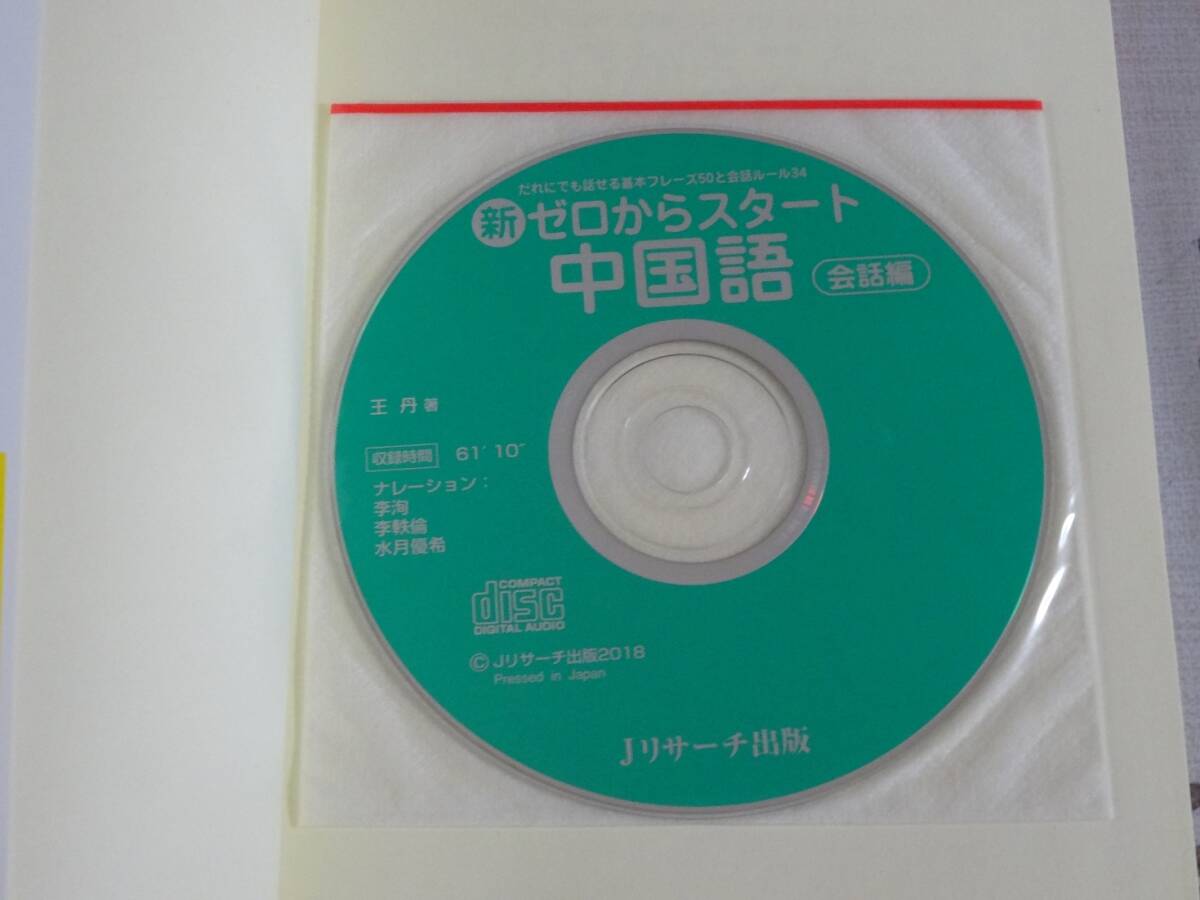 だれにでも話せる基本フレーズ50と会話ルール34
新 ゼロからスタート
中国語 会話編
王 丹 著
収録時間 61′10″
ナレーション：
李洵
李軼倫
水月優希
COMPACT
disc
DIGITAL AUDIO
©Jリサーチ出版2018
Pressed in Japan
Jリサーチ出版